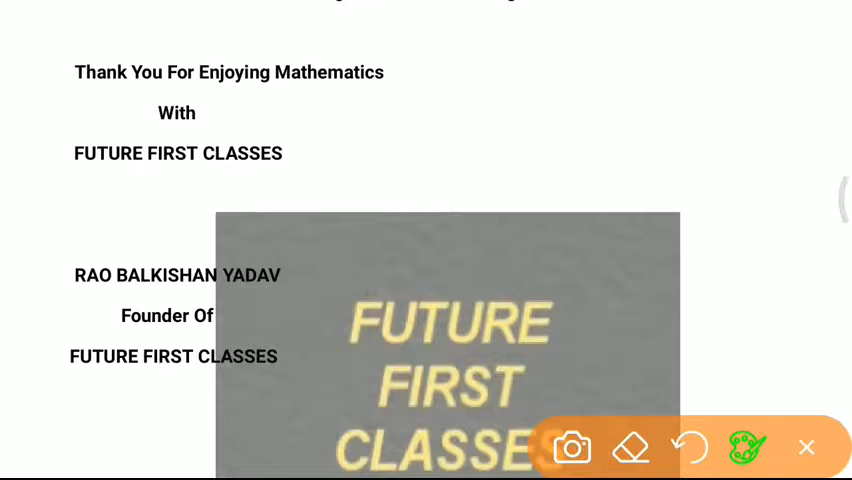 Thank You For Enjoying Mathematics
With
FUTURE FIRST CLASSES
RAO BALKISHAN YADAV
Founder Of
FUTURE FIRST CLASSES
FUTURE
FIRST
CLASSES